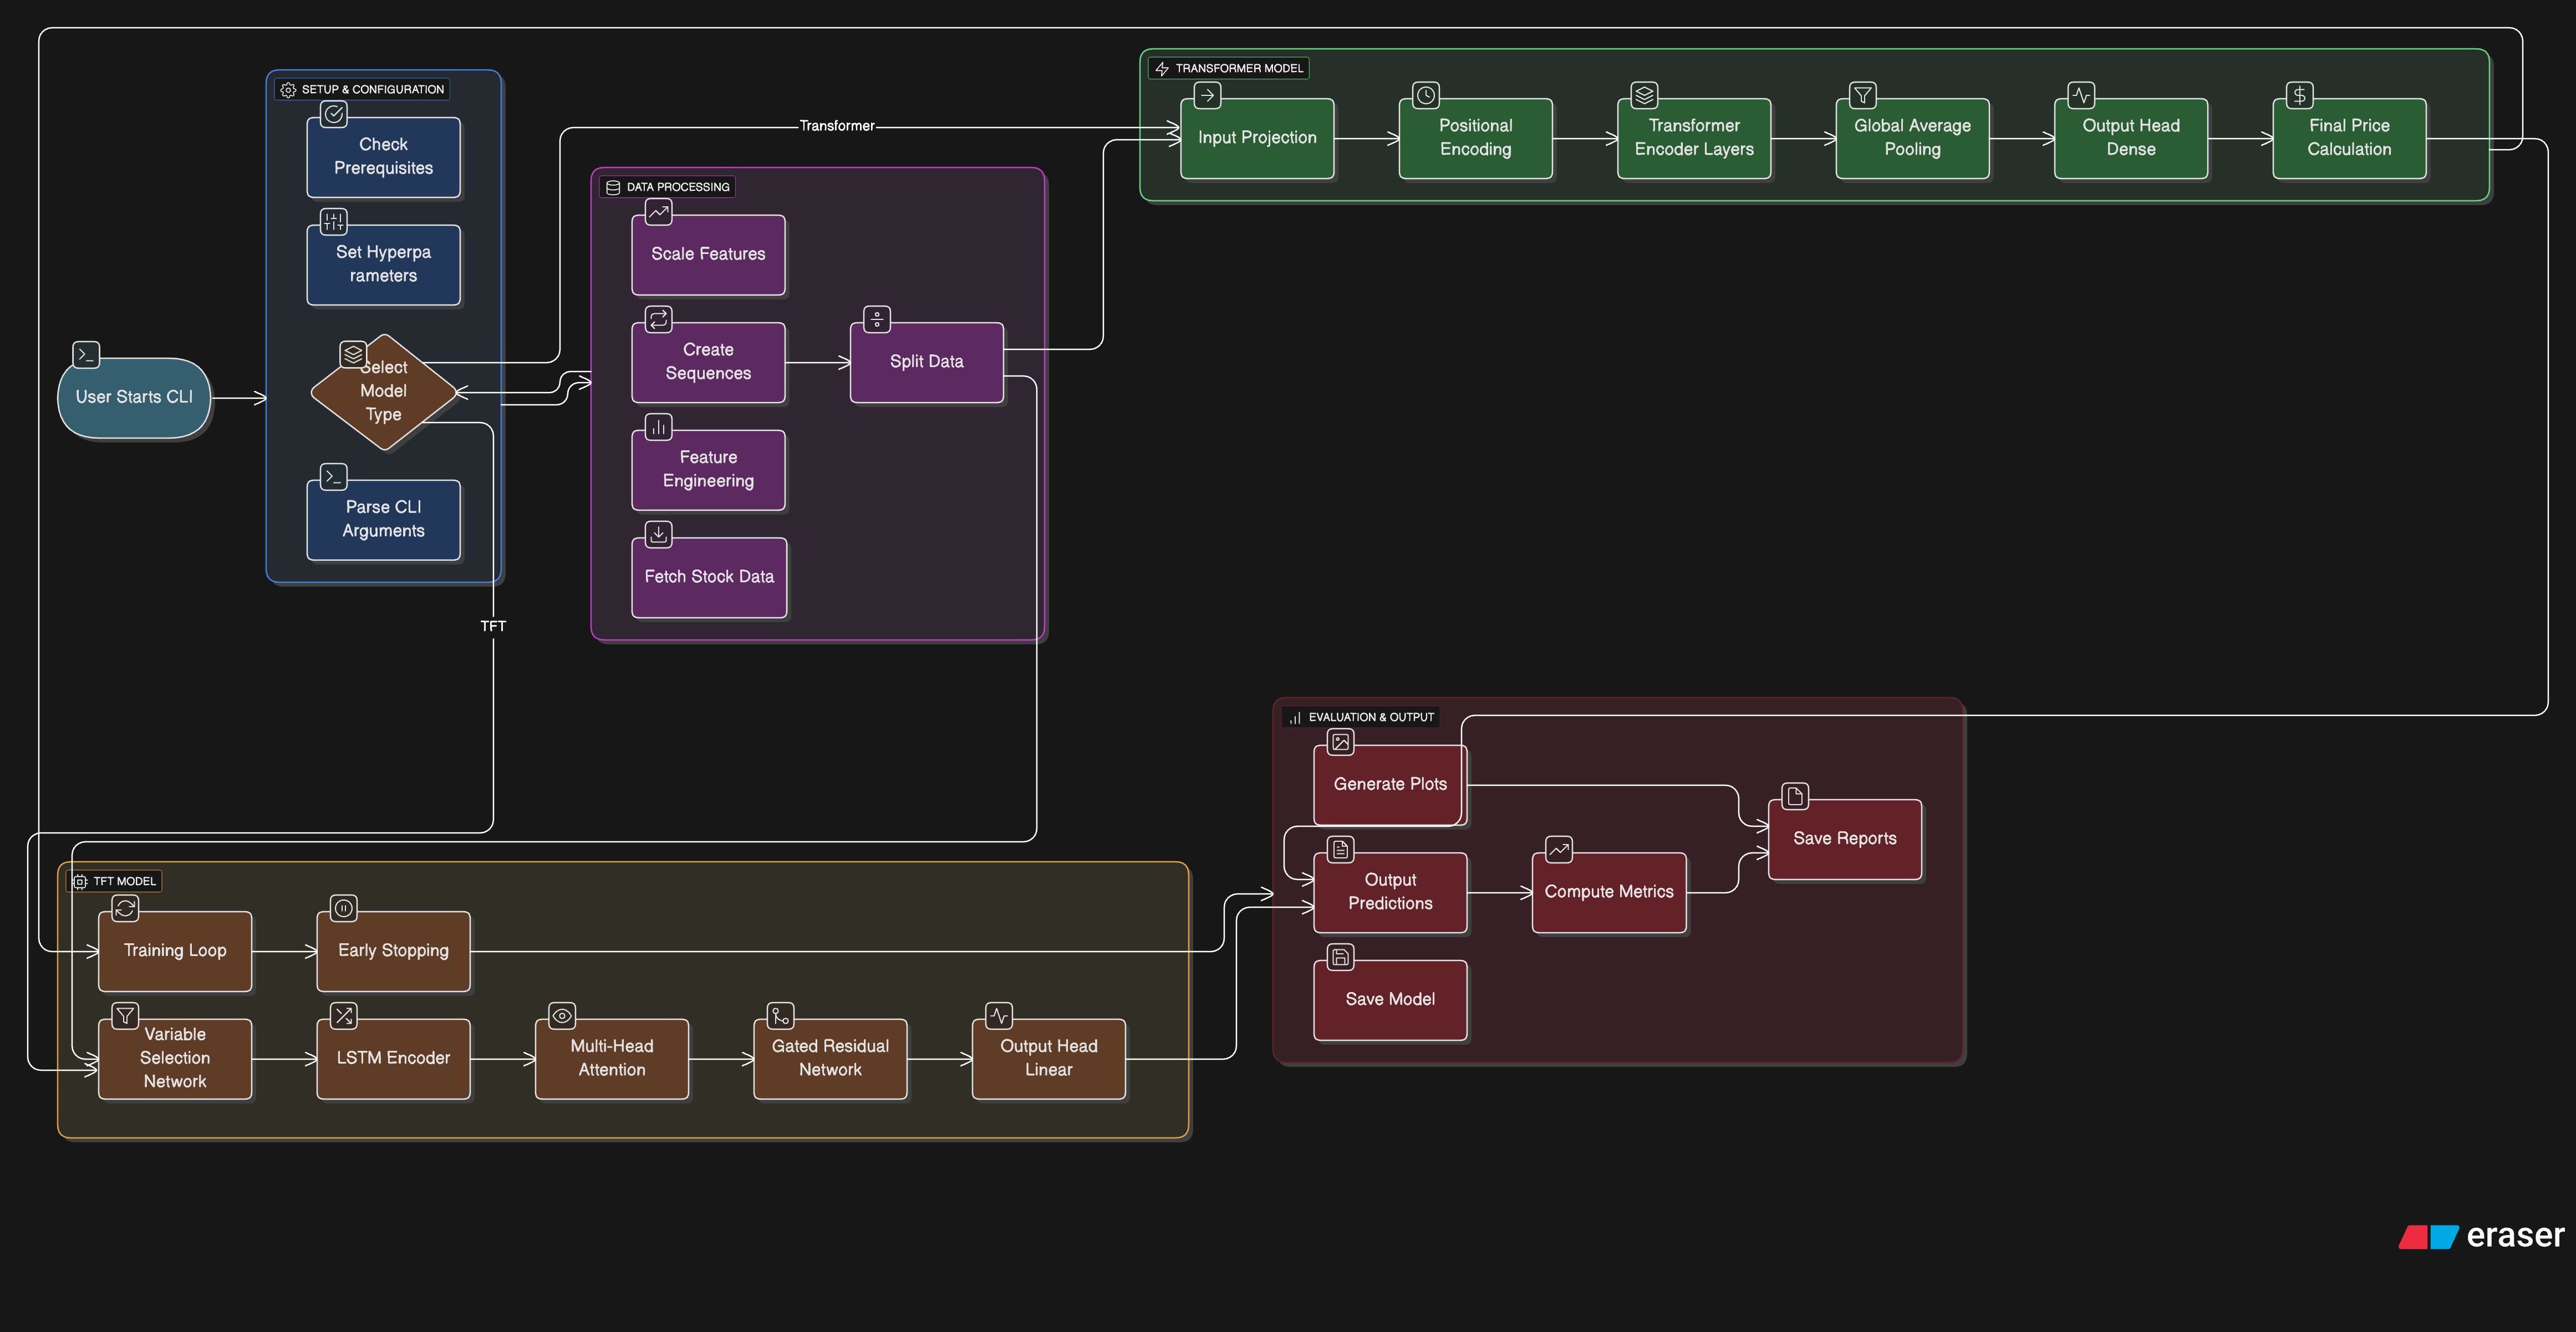 User Starts CLI
SETUP & CONFIGURATION
Check
Prerequisites
Set Hyperpa
rameters
Select
Model
Type
Parse CLI
Arguments
TFT
Transformer
DATA PROCESSING
Scale Features
Create
Sequences
Split Data
Feature
Engineering
Fetch Stock Data
TRANSFORMER MODEL
Input Projection
Positional
Encoding
Transformer
Encoder Layers
Global Average
Pooling
Output Head
Dense
Final Price
Calculation
TFT MODEL
Training Loop
Early Stopping
Variable
Selection
Network
LSTM Encoder
Multi-Head
Attention
Gated Residual
Network
Output Head
Linear
EVALUATION & OUTPUT
Generate Plots
Save Reports
Output
Predictions
Compute Metrics
Save Model
eraser